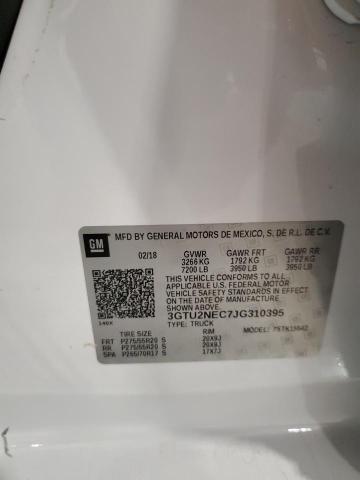 GM MFD BY GENERAL MOTORS DE MEXICO, S. DE R.L. DE C.V.
02/18 GVWR GAWR FRT GAWR RR
3266 KG 1792 KG 1792 KG
7200 LB 3950 LB 3950 LB
THIS VEHICLE CONFORMS TO ALL
APPLICABLE U.S. FEDERAL MOTOR
VEHICLE SAFETY STANDARDS IN EFFECT
ON THE DATE OF MANUFACTURE SHOWN ABOVE.
3GTU2NEC7JG310395
TYPE: TRUCK MODEL:
TIRE SIZE RIM
FRT P275/55R20 S 20X9J
RR P275/55R20 S 20X9J
SPA P265/70R17 S 17X7J